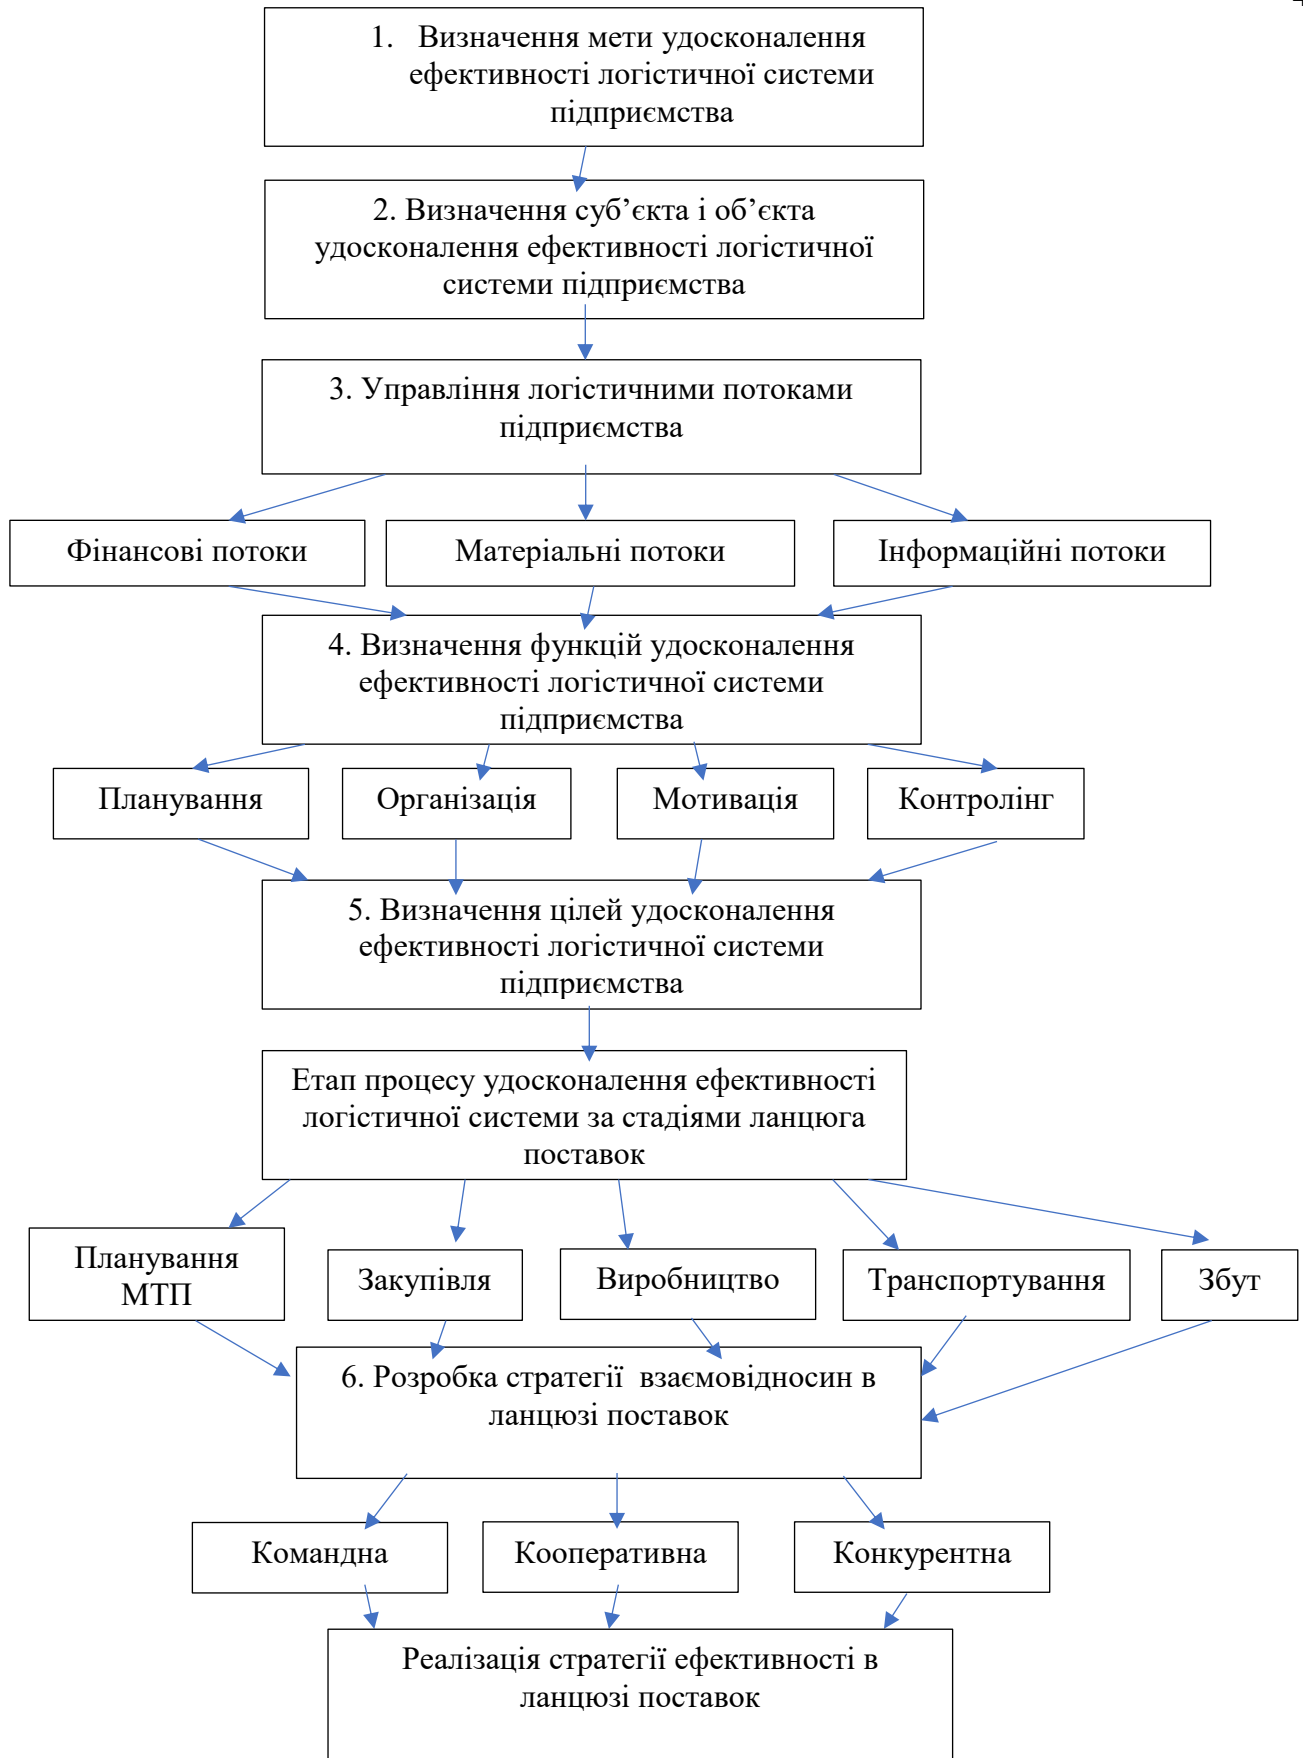 1. Визначення мети удосконалення
ефективності логістичної системи
підприємства
2. Визначення суб’єкта і об’єкта
удосконалення ефективності логістичної
системи підприємства
3. Управління логістичними потоками
підприємства
Фінансові потоки
Матеріальні потоки
Інформаційні потоки
4. Визначення функцій удосконалення
ефективності логістичної системи
підприємства
Планування
Організація
Мотивація
Контролінг
5. Визначення цілей удосконалення
ефективності логістичної системи
підприємства
Етап процесу удосконалення ефективності
логістичної системи за стадіями ланцюга
поставок
Планування
МТП
Закупівля
Виробництво
Транспортування
Збут
6. Розробка стратегії взаємовідносин в
ланцюзі поставок
Командна
Кооперативна
Конкурентна
Реалізація стратегії ефективності в
ланцюзі поставок